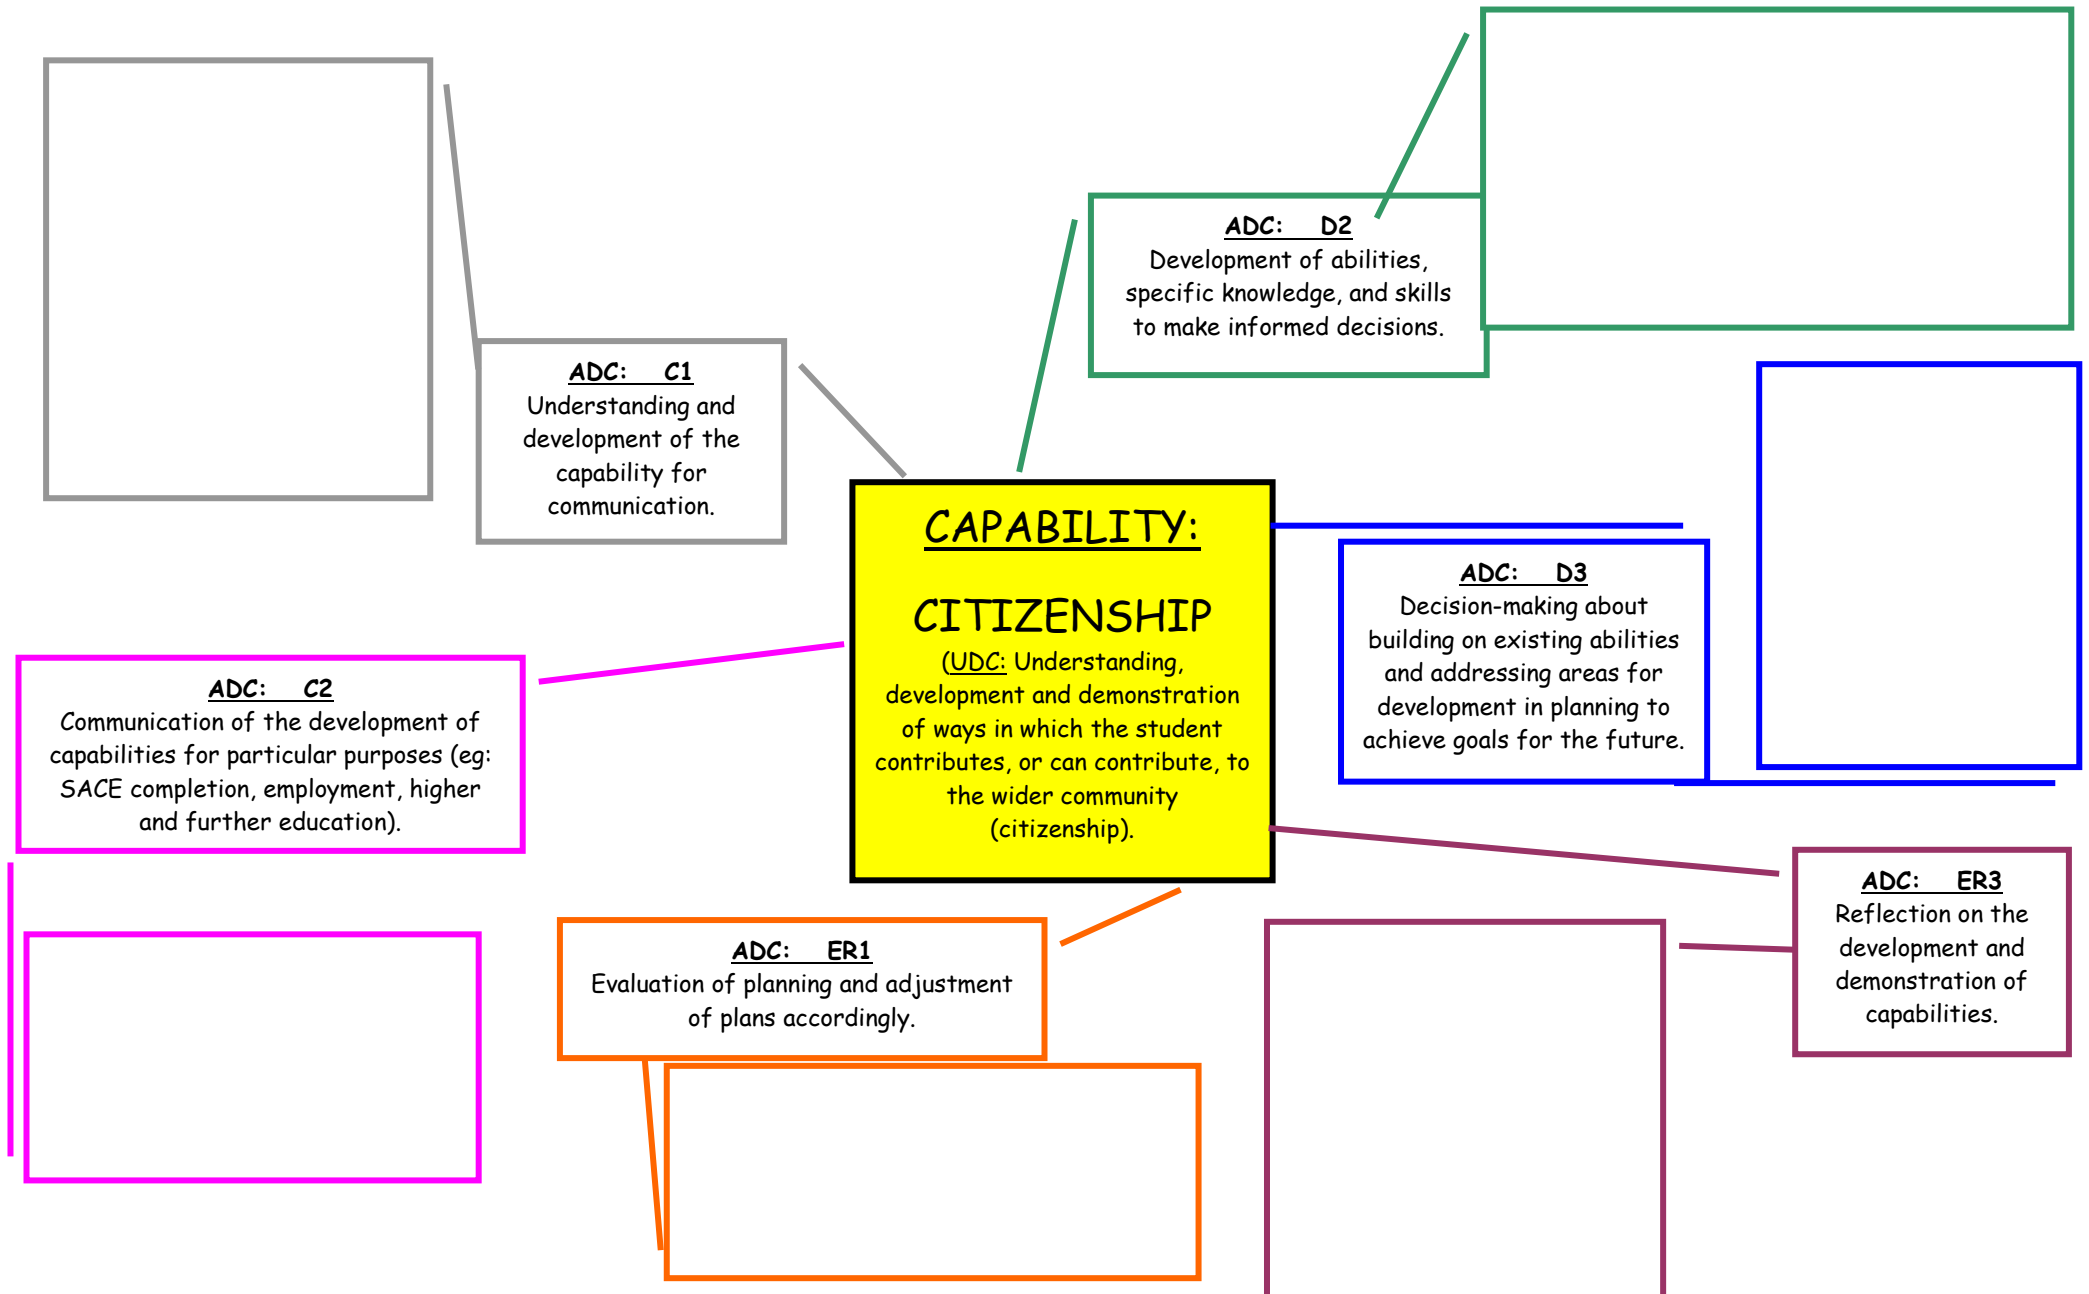 ADC: D2
Development of abilities,
specific knowledge, and skills
to make informed decisions.
ADC: C1
Understanding and
development of the
capability for
communication.
CAPABILITY:
CITIZENSHIP
(UDC: Understanding,
development and demonstration
of ways in which the student
contributes, or can contribute, to
the wider community
(citizenship).
ADC: D3
Decision-making about
building on existing abilities
and addressing areas for
development in planning to
achieve goals for the future.
ADC: C2
Communication of the development of
capabilities for particular purposes (eg:
SACE completion, employment, higher
and further education).
ADC: ER3
Reflection on the
development and
demonstration of
capabilities.
ADC: ER1
Evaluation of planning and adjustment
of plans accordingly.